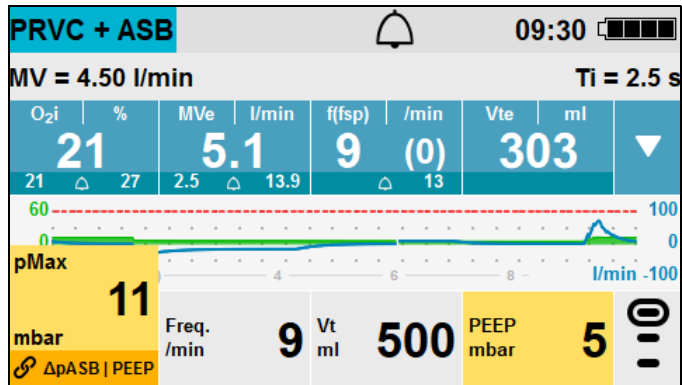 PRVC + ASB 09:30
MV = 4.50 l/min Ti = 2.5 s
O₂i % MVe l/min f(fsp) /min Vte ml
21 5.1 9 (0) 303
21 27 2.5 13.9 13
60 100
0 0
4 6 8 l/min -100
pMax
11
mbar
ΔpASB | PEEP
Freq.
/min
9
Vt
ml
500
PEEP
mbar
5